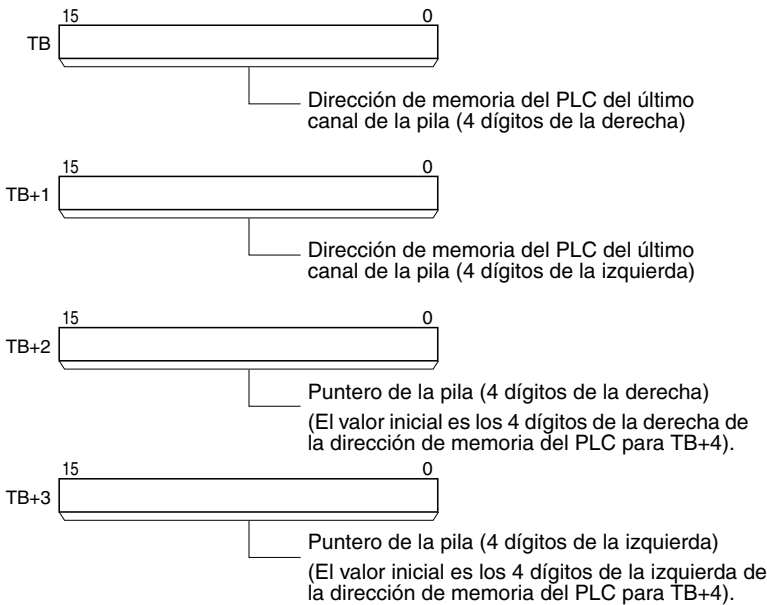 15 0
TB
Dirección de memoria del PLC del último
canal de la pila (4 dígitos de la derecha)
15 0
TB+1
Dirección de memoria del PLC del último
canal de la pila (4 dígitos de la izquierda)
15 0
TB+2
Puntero de la pila (4 dígitos de la derecha)
(El valor inicial es los 4 dígitos de la derecha de
la dirección de memoria del PLC para TB+4).
15 0
TB+3
Puntero de la pila (4 dígitos de la izquierda)
(El valor inicial es los 4 dígitos de la izquierda de
la dirección de memoria del PLC para TB+4).